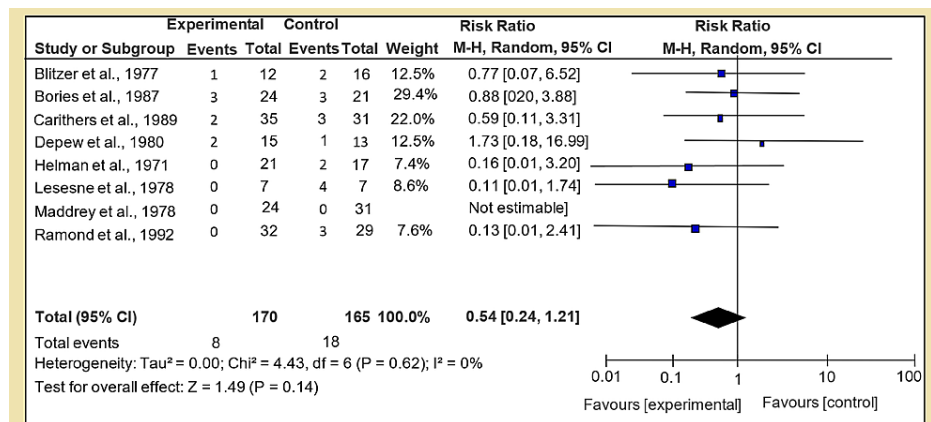 Experimental Control Risk Ratio Risk Ratio
Study or Subgroup Events Total Events Total Weight M-H, Random, 95% CI M-H, Random, 95% CI
Blitzer et al., 1977 1 12 2 16 12.5% 0.77 [0.07, 6.52]
Bories et al., 1987 3 24 3 21 29.4% 0.88 [020, 3.88]
Carithers et al., 1989 2 35 3 31 22.0% 0.59 [0.11, 3.31]
Depew et al., 1980 2 15 1 13 12.5% 1.73 [0.18, 16.99]
Helman et al., 1971 0 21 2 17 7.4% 0.16 [0.01, 3.20]
Lesesne et al., 1978 0 7 4 7 8.6% 0.11 [0.01, 1.74]
Maddrey et al., 1978 0 24 0 31 Not estimable]
Ramond et al., 1992 0 32 3 29 7.6% 0.13 [0.01, 2.41]
Total (95% CI) 170 165 100.0% 0.54 [0.24, 1.21]
Total events 8 18
Heterogeneity: Tau² = 0.00; Chi² = 4.43, df = 6 (P = 0.62); I² = 0%
Test for overall effect: Z = 1.49 (P = 0.14)
0.01 0.1 1 10 100
Favours [experimental] Favours [control]